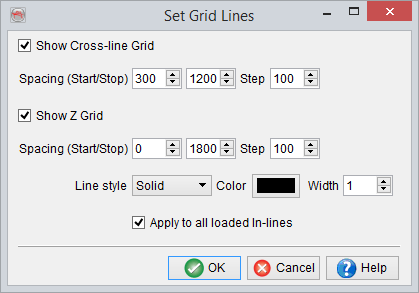 Set Grid Lines
Show Cross-line Grid
Spacing (Start/Stop) 300 1200 Step 100
Show Z Grid
Spacing (Start/Stop) 0 1800 Step 100
Line style Solid Color Width 1
Apply to all loaded In-lines
OK Cancel Help